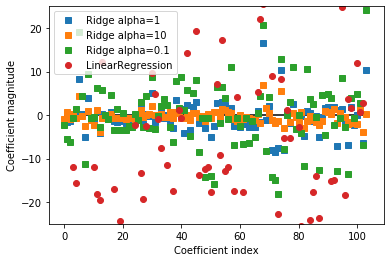 Ridge alpha=1
Ridge alpha=10
Ridge alpha=0.1
LinearRegression
20
10
0
−10
−20
Coefficient magnitude
0 20 40 60 80 100
Coefficient index